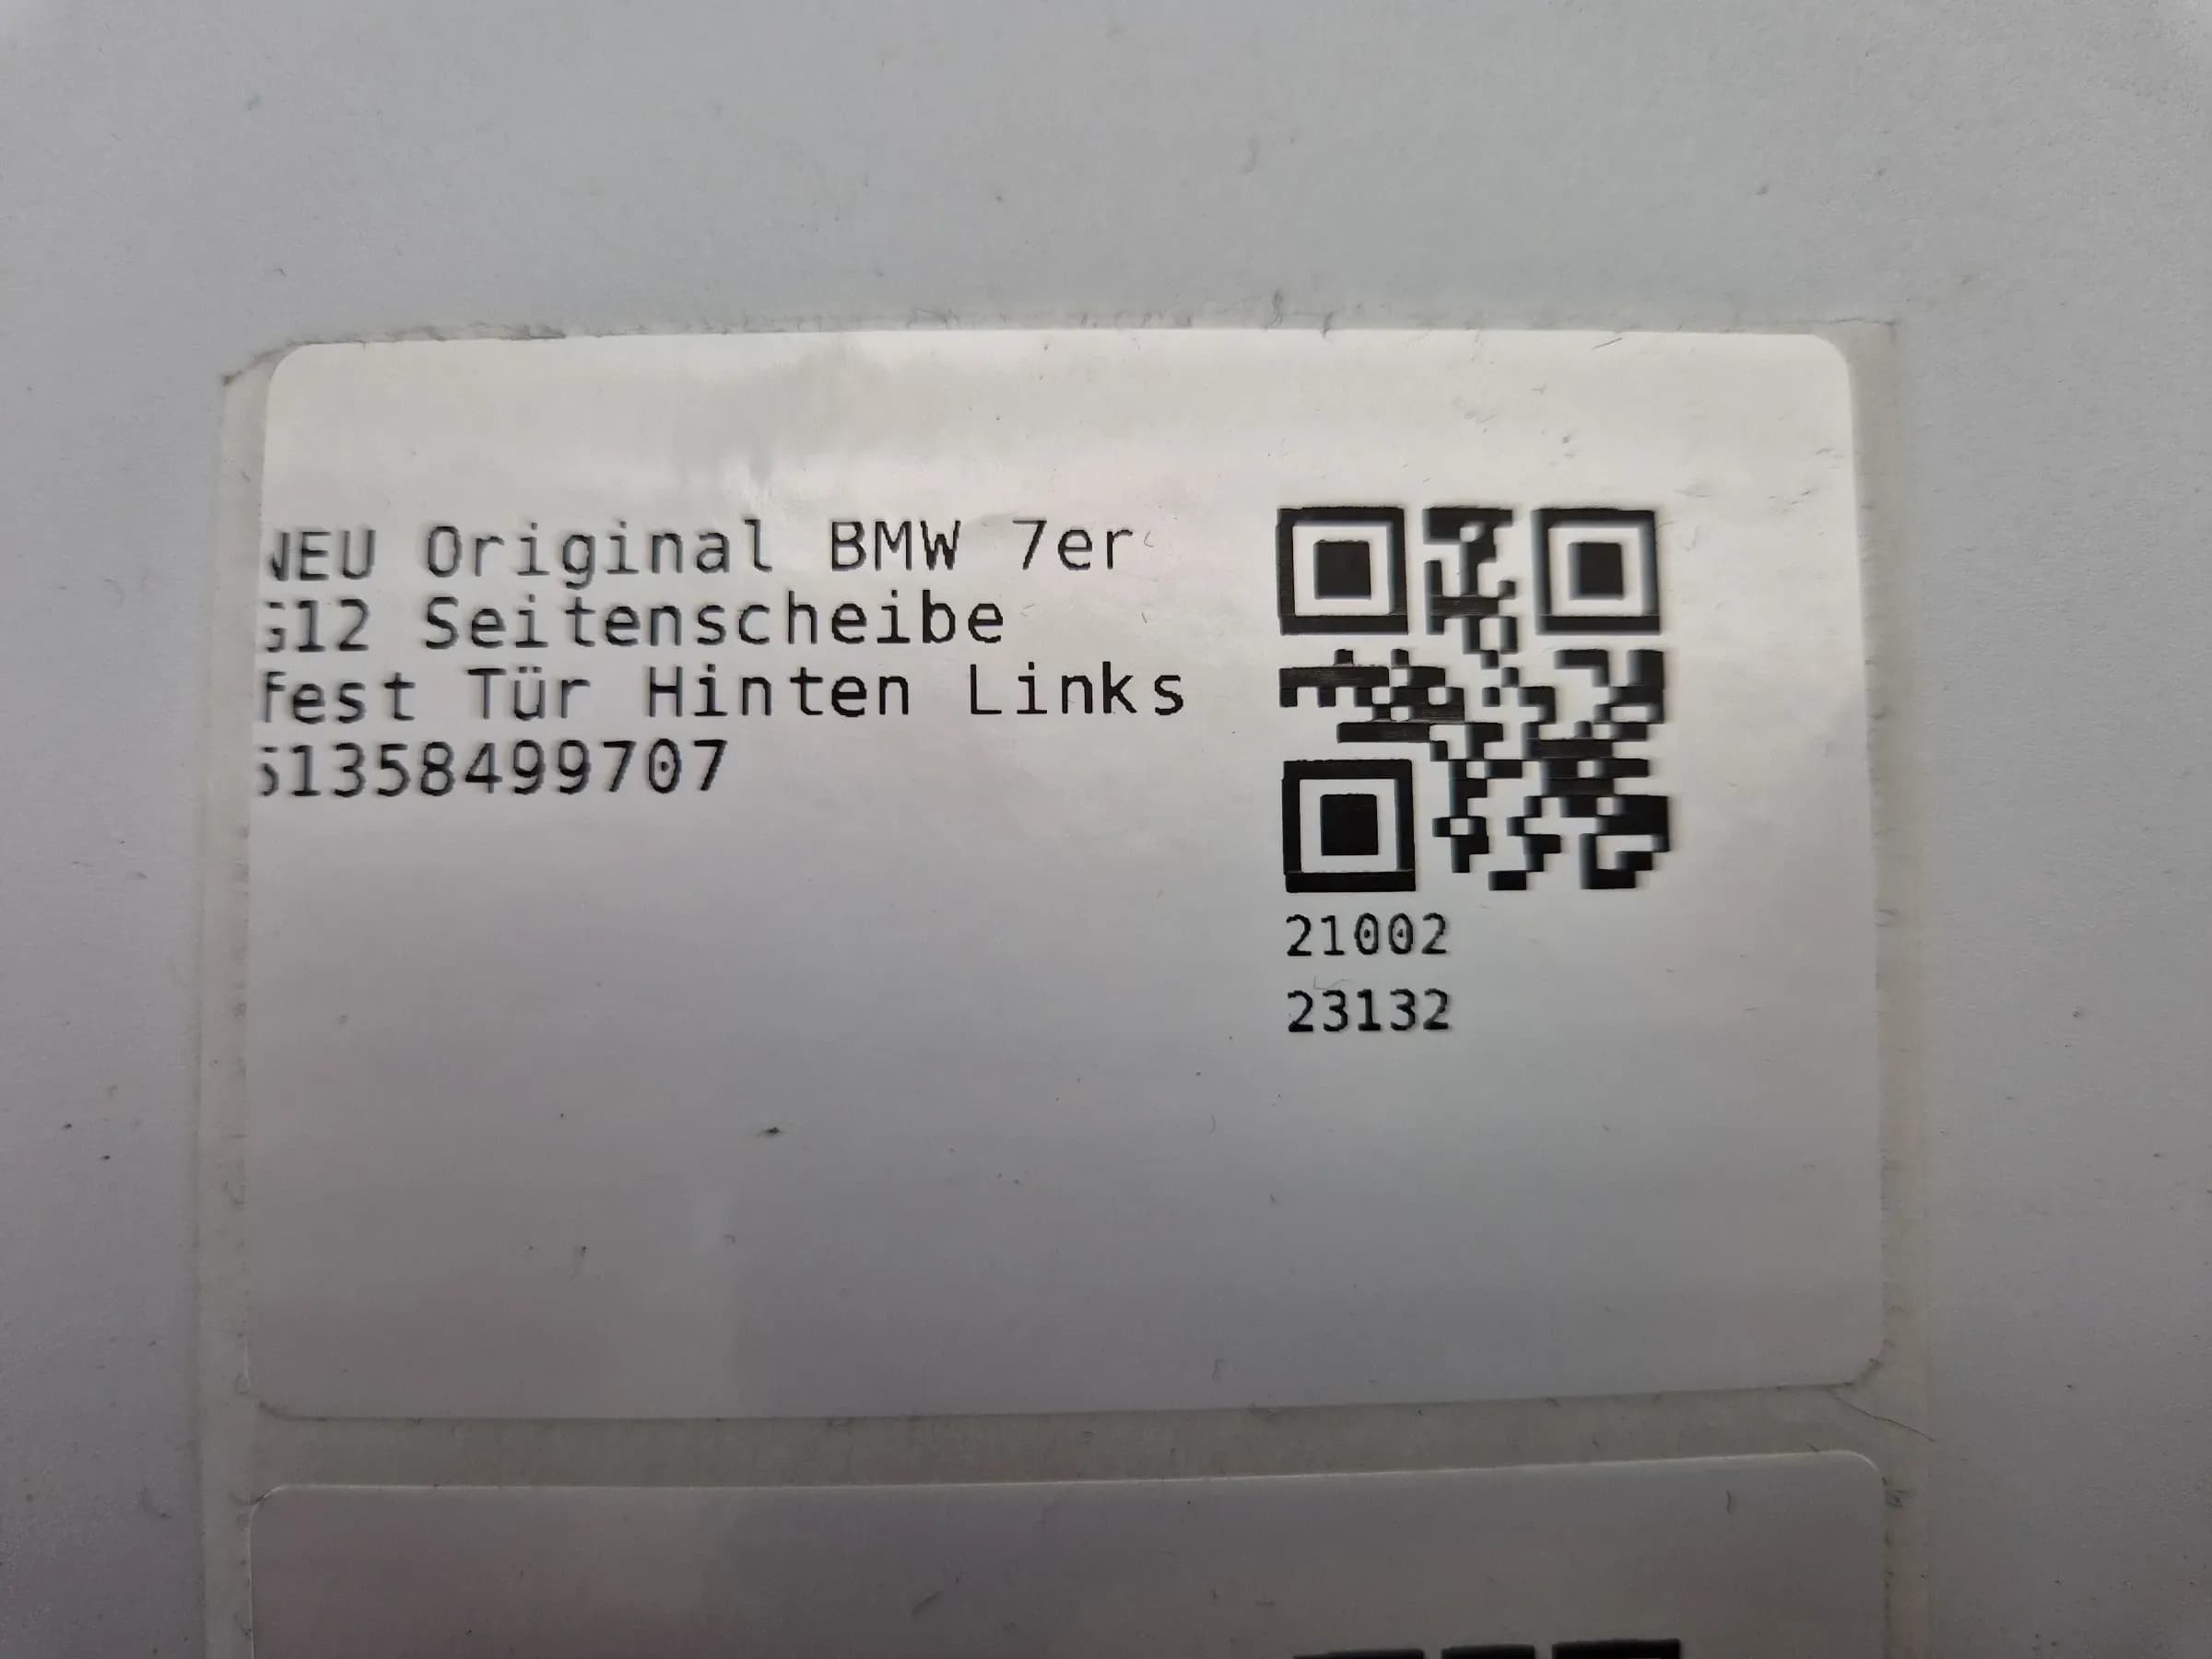 NEU Original BMW 7er
G12 Seitenscheibe
fest Tür Hinten Links
51358499707
21002
23132